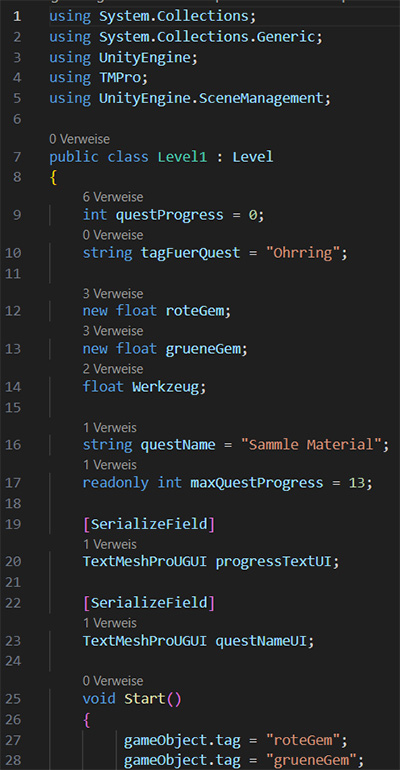 1 using System.Collections;
2 using System.Collections.Generic;
3 using UnityEngine;
4 using TMPro;
5 using UnityEngine.SceneManagement;
6
0 Verweise
7 public class Level1 : Level
8 {
6 Verweise
9 int questProgress = 0;
0 Verweise
10 string tagFuerQuest = "Ohrring";
11
3 Verweise
12 new float roteGem;
3 Verweise
13 new float grueneGem;
2 Verweise
14 float Werkzeug;
15
1 Verweis
16 string questName = "Sammle Material";
1 Verweis
17 readonly int maxQuestProgress = 13;
18
19 [SerializeField]
1 Verweis
20 TextMeshProUGUI progressTextUI;
21
22 [SerializeField]
1 Verweis
23 TextMeshProUGUI questNameUI;
24
0 Verweise
25 void Start()
26 {
27 gameObject.tag = "roteGem";
28 gameObject.tag = "grueneGem";